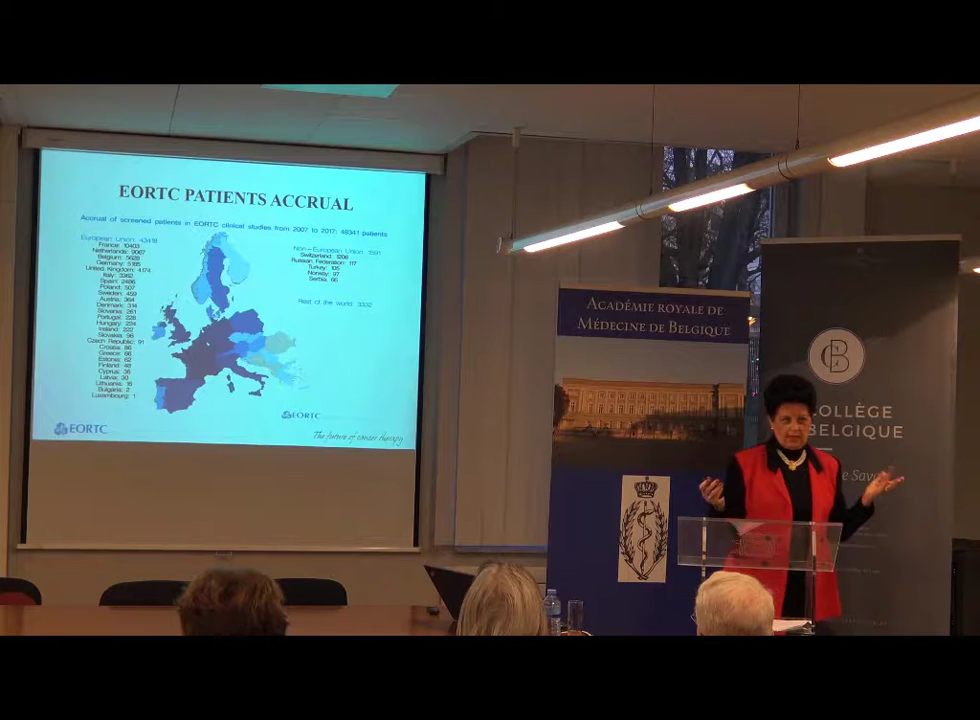 EORTC PATIENTS ACCRUAL
Accrual of screened patients in EORTC clinical studies from 2007 to 2017: 48341 patients
European Union: 43418
France: 10403
Netherlands: 9067
Belgium: 5628
Germany: 5185
United Kingdom: 4174
Italy: 3362
Spain: 2486
Poland: 507
Sweden: 459
Austria: 364
Denmark: 314
Slovenia: 261
Portugal: 228
Hungary: 224
Ireland: 222
Slovakia: 98
Czech Republic: 91
Croatia: 86
Greece: 66
Estonia: 62
Finland: 49
Cyprus: 36
Latvia: 30
Lithuania: 16
Bulgaria: 2
Luxembourg: 1
Non-European Union: 1591
Switzerland: 1206
Russian Federation: 117
Turkey: 105
Norway: 97
Serbia: 66
Rest of the world: 3332
EORTC
EORTC
The future of cancer therapy
Académie royale de
Médecine de Belgique
CB
COLLÈGE
BELGIQUE